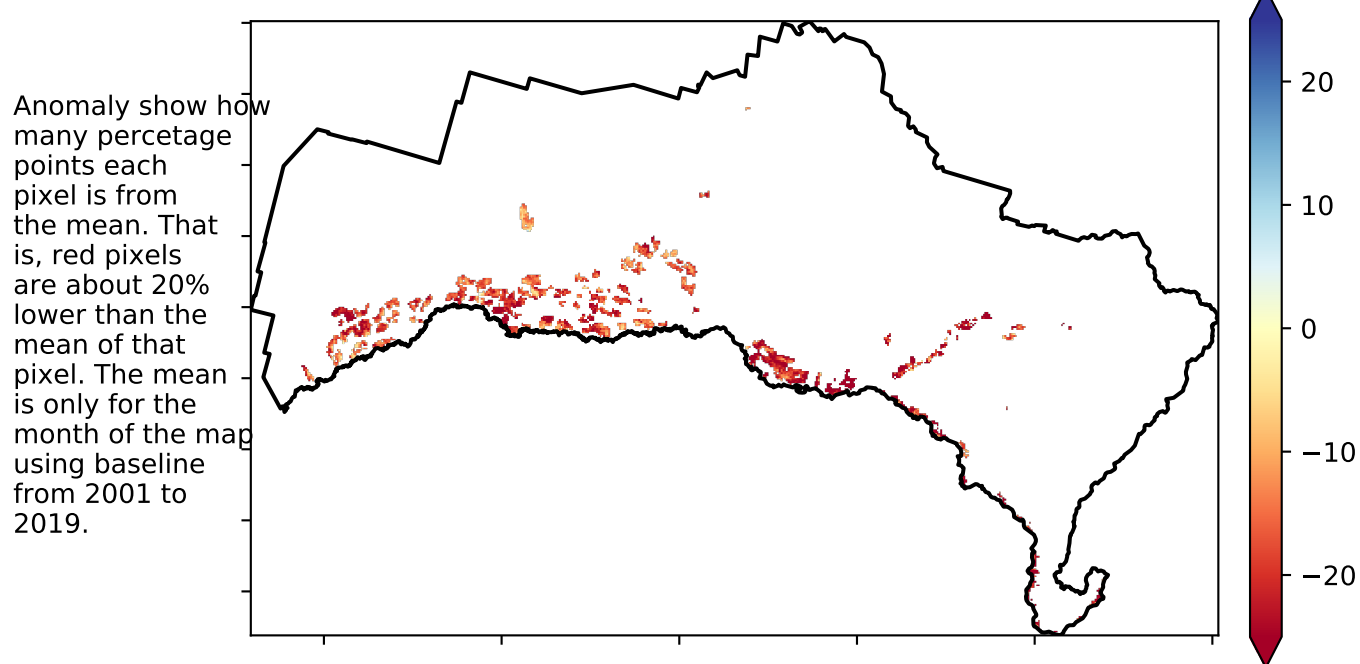 Anomaly show how
many percetage
points each
pixel is from
the mean. That
is, red pixels
are about 20%
lower than the
mean of that
pixel. The mean
is only for the
month of the map
using baseline
from 2001 to
2019.
20
10
0
−10
−20